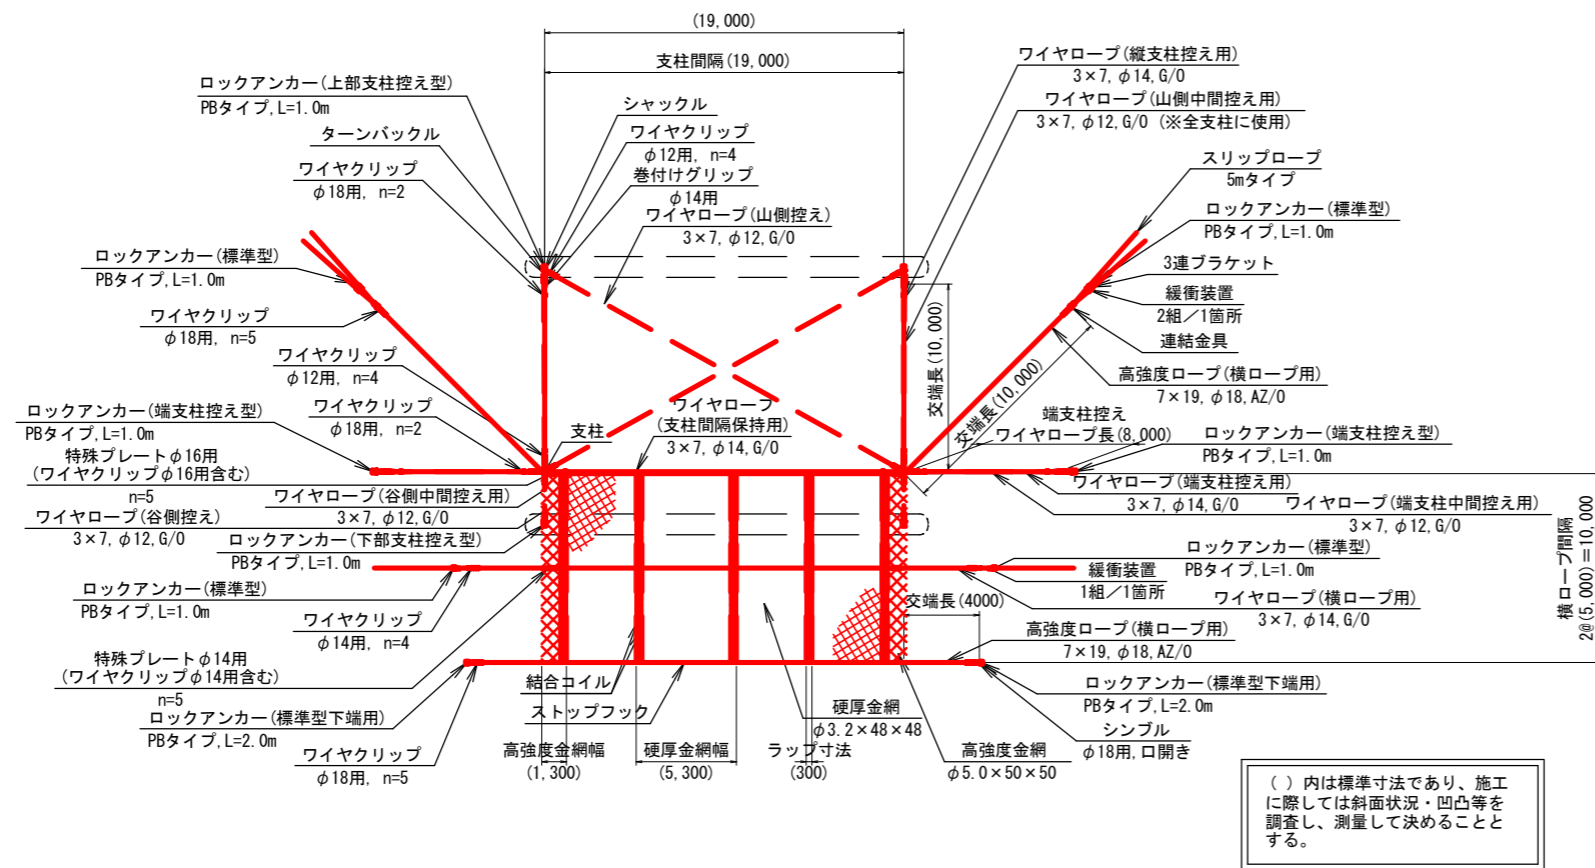 (19,000)
支柱間隔(19,000)
ロックアンカー(上部支柱控え型)
PBタイプ,L=1.0m
ターンバックル
ワイヤクリップ
φ18用, n=2
シャックル
ワイヤクリップ
φ12用, n=4
巻付けグリップ
φ14用
ワイヤロープ(山側控え)
3×7,φ12,G/O
ワイヤロープ(縦支柱控え用)
3×7,φ14,G/O
ワイヤロープ(山側中間控え用)
3×7,φ12,G/O (※全支柱に使用)
スリップロープ
5mタイプ
ロックアンカー(標準型)
PBタイプ,L=1.0m
3連ブラケット
緩衝装置
2組／1箇所
連結金具
高強度ロープ(横ロープ用)
7×19,φ18,AZ/O
ロックアンカー(標準型)
PBタイプ,L=1.0m
ワイヤクリップ
φ18用, n=5
ワイヤクリップ
φ12用, n=4
ロックアンカー(端支柱控え型)
PBタイプ,L=1.0m
ワイヤクリップ
φ18用, n=2
支柱
ワイヤロープ
(支柱間隔保持用)
3×7,φ14,G/O
交端長(10,000)
交端長(10,000)
端支柱控え
ワイヤロープ長(8,000)
ロックアンカー(端支柱控え型)
PBタイプ,L=1.0m
特殊プレートφ16用
(ワイヤクリップφ16用含む)
n=5
ワイヤロープ(谷側中間控え用)
3×7,φ12,G/O
ワイヤロープ(谷側控え)
3×7,φ12,G/O
ロックアンカー(下部支柱控え型)
PBタイプ,L=1.0m
ワイヤロープ(端支柱控え用)
3×7,φ14,G/O
ワイヤロープ(端支柱中間控え用)
3×7,φ12,G/O
ロックアンカー(標準型)
PBタイプ,L=1.0m
緩衝装置
1組／1箇所
横ロープ間隔
2@(5,000)＝10,000
ロックアンカー(標準型)
PBタイプ,L=1.0m
ワイヤクリップ
φ14用, n=4
交端長(4000)
ワイヤロープ(横ロープ用)
3×7,φ14,G/O
高強度ロープ(横ロープ用)
7×19,φ18,AZ/O
特殊プレートφ14用
(ワイヤクリップφ14用含む)
n=5
ロックアンカー(標準型下端用)
PBタイプ,L=2.0m
ワイヤクリップ
φ18用, n=5
結合コイル
ストップフック
硬厚金網
φ3.2×48×48
ロックアンカー(標準型下端用)
PBタイプ,L=2.0m
シンブル
φ18用,口開き
高強度金網幅
(1,300)
硬厚金網幅
(5,300)
ラップ寸法
(300)
高強度金網
φ5.0×50×50
( ) 内は標準寸法であり、施工
に際しては斜面状況・凹凸等を
調査し、測量して決めることと
する。